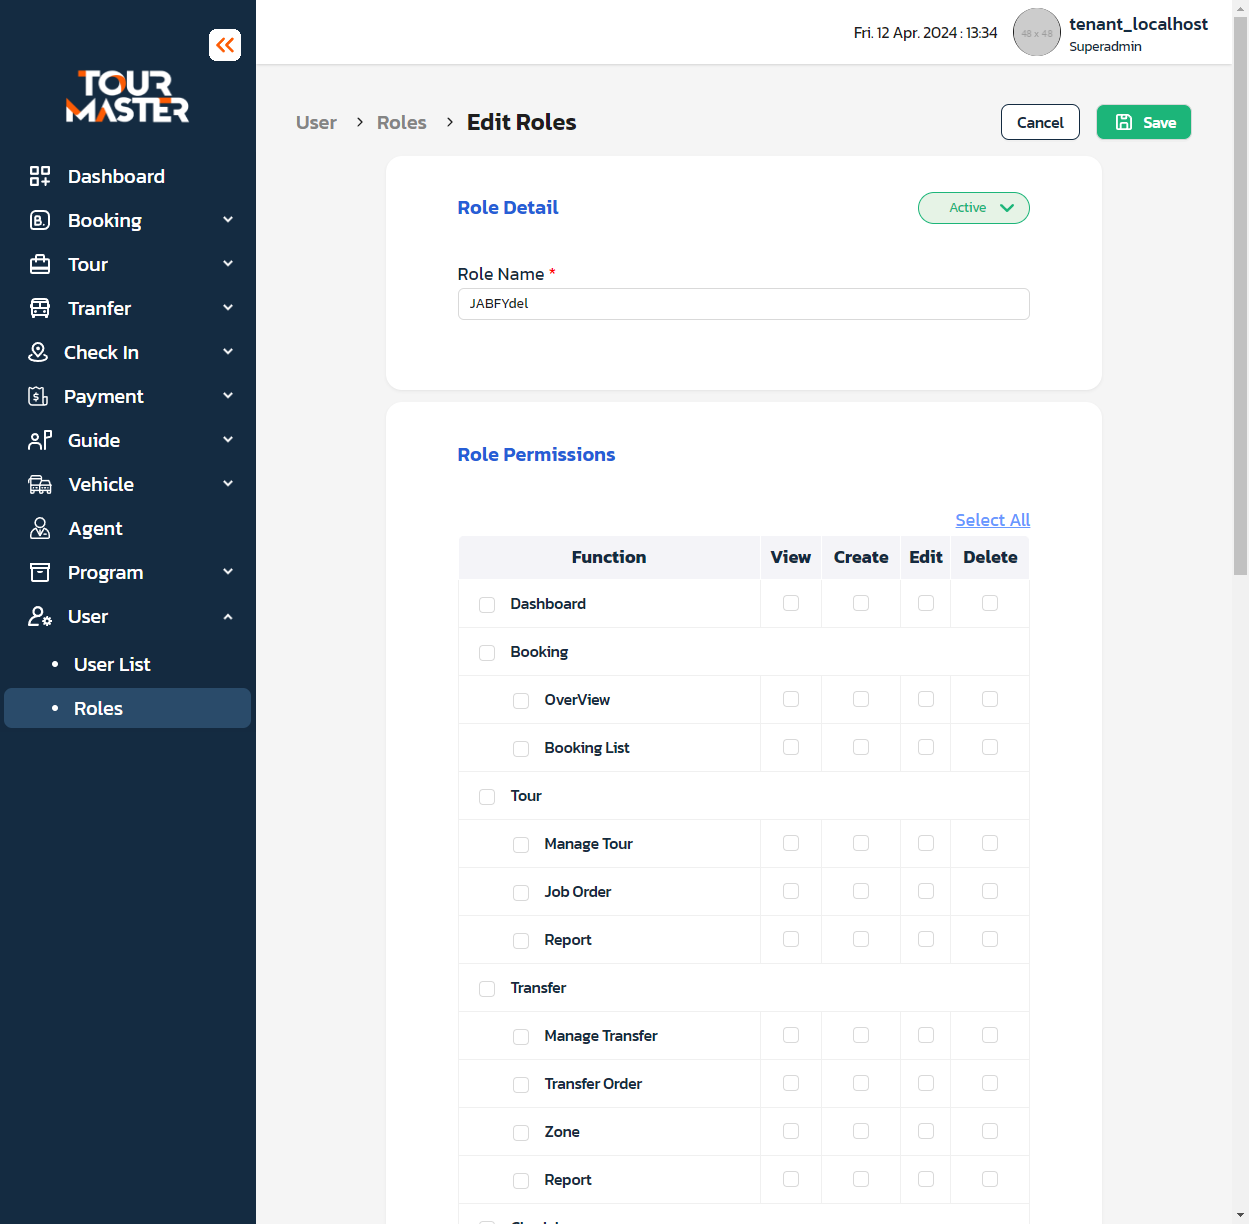 Fri. 12 Apr. 2024 : 13:34
48 x 48
tenant_localhost
Superadmin
TOUR
MASTER
Dashboard
Booking
Tour
Tranfer
Check In
Payment
Guide
Vehicle
Agent
Program
User
User List
Roles
User > Roles > Edit Roles
Cancel
Save
Role Detail
Active
Role Name *
JABFYdel
Role Permissions
Select All
Function View Create Edit Delete
Dashboard
Booking
OverView
Booking List
Tour
Manage Tour
Job Order
Report
Transfer
Manage Transfer
Transfer Order
Zone
Report